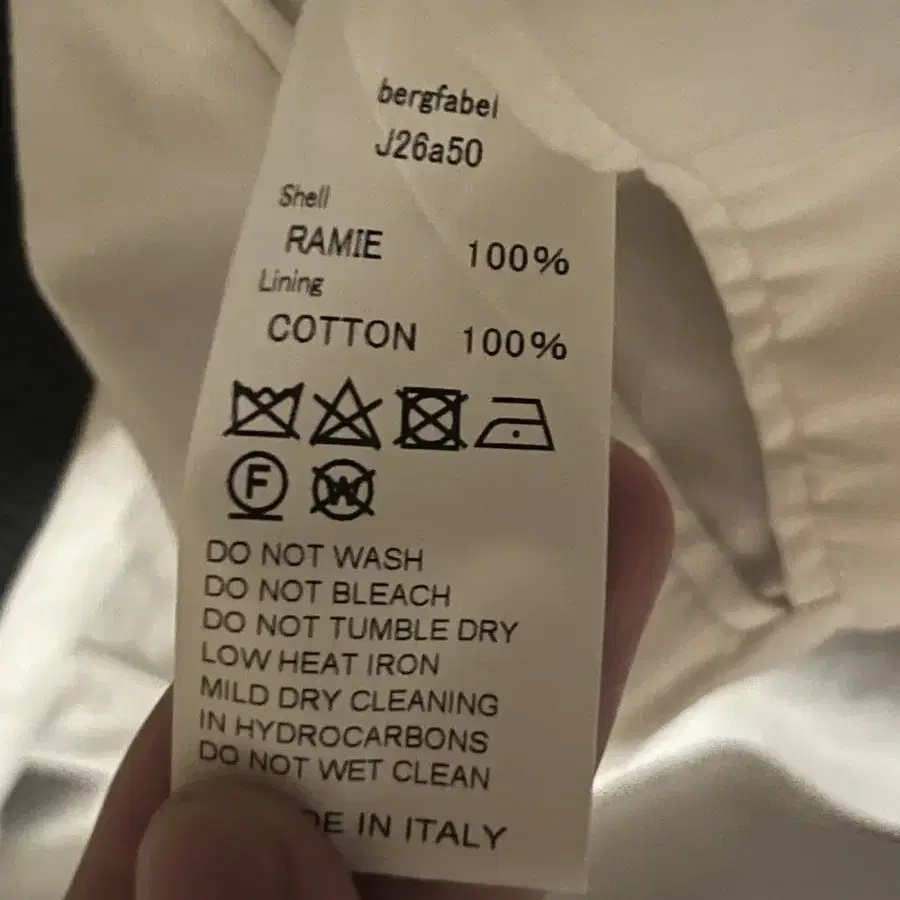 bergfabel
J26a50
Shell
RAMIE 100%
Lining
COTTON 100%
F W
DO NOT WASH
DO NOT BLEACH
DO NOT TUMBLE DRY
LOW HEAT IRON
MILD DRY CLEANING
IN HYDROCARBONS
DO NOT WET CLEAN
DE IN ITALY